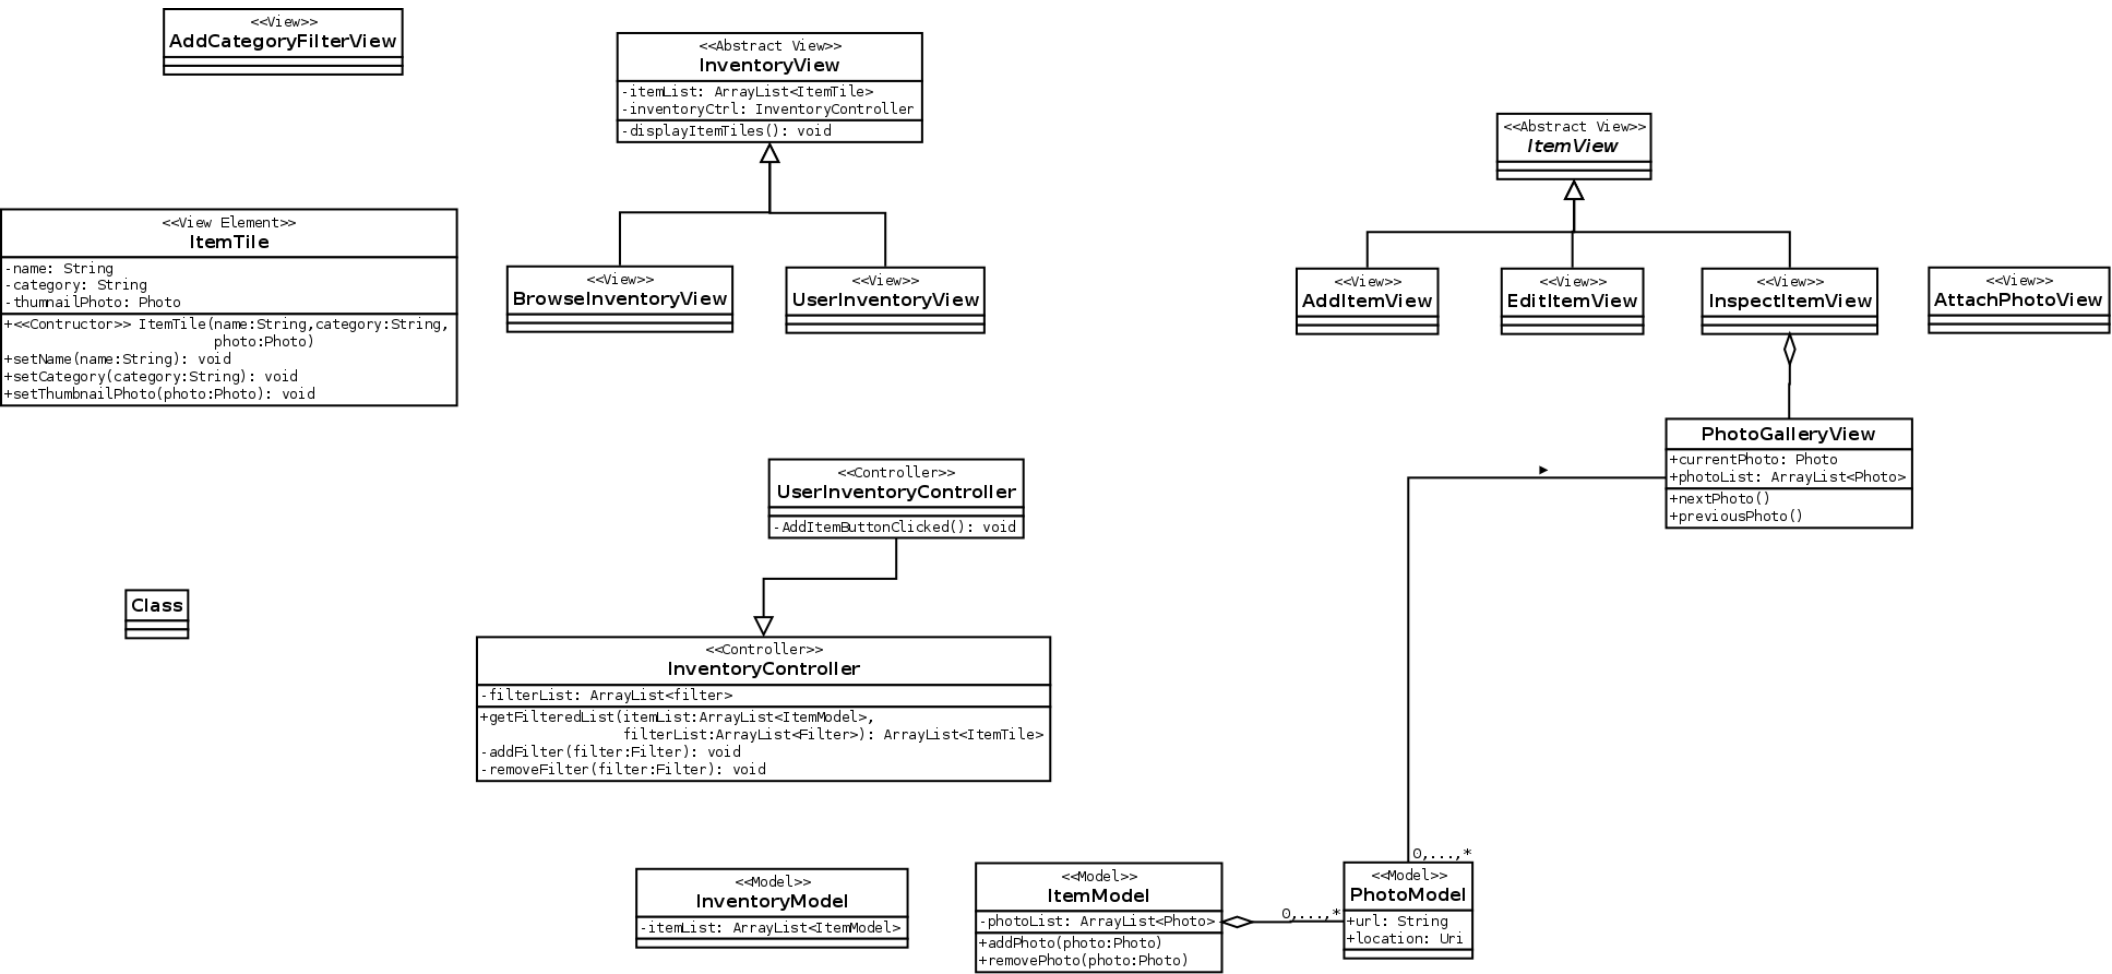 <<View>>
AddCategoryFilterView
<<Abstract View>>
InventoryView
-itemList: ArrayList<ItemTile>
-inventoryCtrl: InventoryController
-displayItemTiles(): void
<<Abstract View>>
ItemView
<<View Element>>
ItemTile
-name: String
-category: String
-thumnailPhoto: Photo
+<<Contructor>> ItemTile(name:String,category:String,
photo:Photo)
+setName(name:String): void
+setCategory(category:String): void
+setThumbnailPhoto(photo:Photo): void
<<View>>
BrowseInventoryView
<<View>>
UserInventoryView
<<View>>
AddItemView
<<View>>
EditItemView
<<View>>
InspectItemView
<<View>>
AttachPhotoView
PhotoGalleryView
+currentPhoto: Photo
+photoList: ArrayList<Photo>
+nextPhoto()
+previousPhoto()
<<Controller>>
UserInventoryController
-AddItemButtonClicked(): void
Class
<<Controller>>
InventoryController
-filterList: ArrayList<filter>
+getFilteredList(itemList:ArrayList<ItemModel>,
filterList:ArrayList<Filter>): ArrayList<ItemTile>
-addFilter(filter:Filter): void
-removeFilter(filter:Filter): void
<<Model>>
InventoryModel
-itemList: ArrayList<ItemModel>
<<Model>>
ItemModel
-photoList: ArrayList<Photo>
+addPhoto(photo:Photo)
+removePhoto(photo:Photo)
0,...,*
0,...,*
<<Model>>
PhotoModel
+url: String
+location: Uri